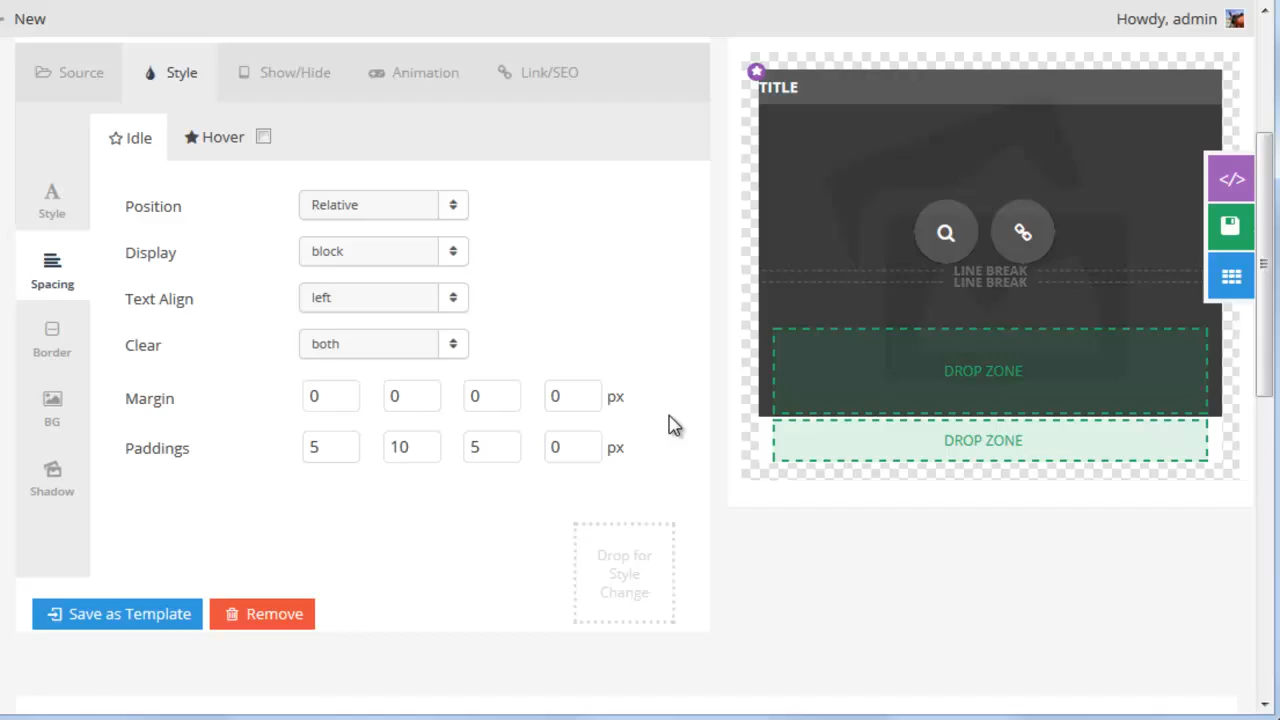 New
Howdy, admin
Source
Style
Show/Hide
Animation
Link/SEO
Idle
Hover
Style
Spacing
Border
BG
Shadow
Position
Relative
Display
block
Text Align
left
Clear
both
Margin
0 0 0 0 px
Paddings
5 10 5 0 px
Drop for
Style
Change
Save as Template
Remove
TITLE
LINE BREAK
LINE BREAK
DROP ZONE
DROP ZONE